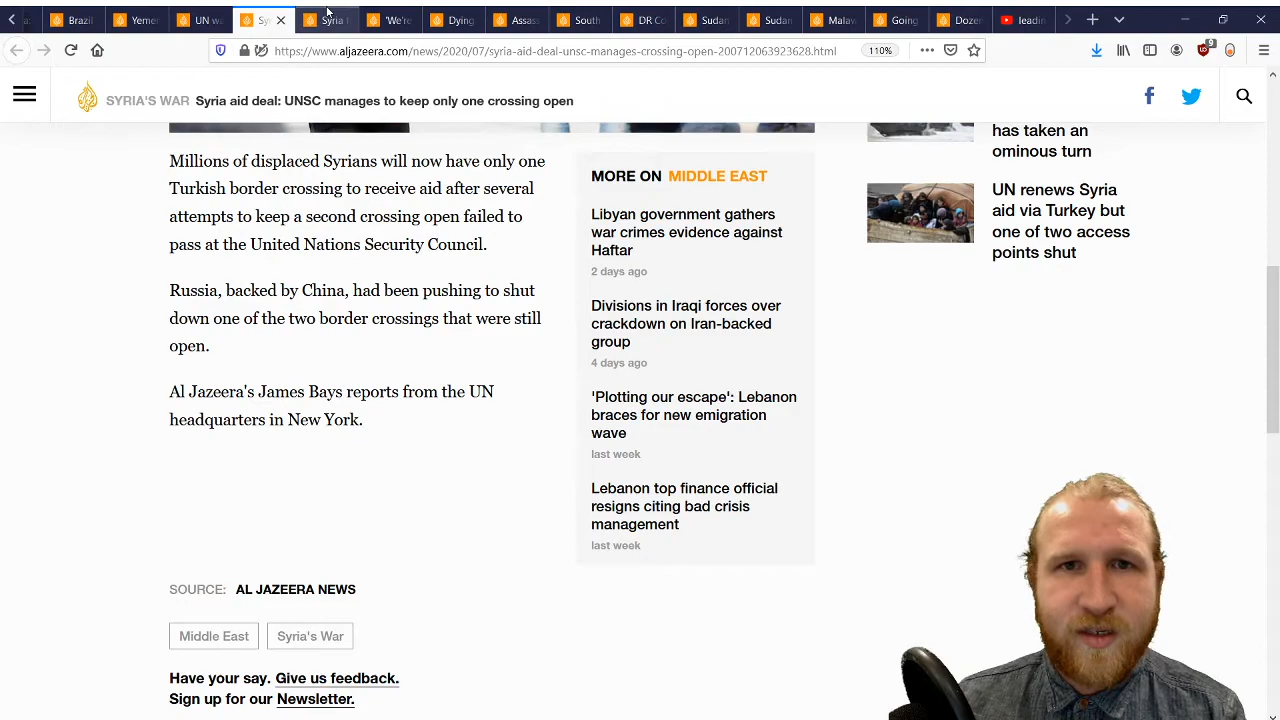 Brazil
Yemen
UN wa
Sy
Syria f
'We're
Dying
Assas
South
DR Co
Sudan
Sudan
Malaw
Going
Dozen
leadin
https://www.aljazeera.com/news/2020/07/syria-aid-deal-unsc-manages-crossing-open-200712063923628.html
110%
9
SYRIA'S WAR Syria aid deal: UNSC manages to keep only one crossing open
Millions of displaced Syrians will now have only one
Turkish border crossing to receive aid after several
attempts to keep a second crossing open failed to
pass at the United Nations Security Council.
Russia, backed by China, had been pushing to shut
down one of the two border crossings that were still
open.
Al Jazeera's James Bays reports from the UN
headquarters in New York.
MORE ON MIDDLE EAST
Libyan government gathers
war crimes evidence against
Haftar
2 days ago
Divisions in Iraqi forces over
crackdown on Iran-backed
group
4 days ago
'Plotting our escape': Lebanon
braces for new emigration
wave
last week
Lebanon top finance official
resigns citing bad crisis
management
last week
has taken an
ominous turn
UN renews Syria
aid via Turkey but
one of two access
points shut
SOURCE: AL JAZEERA NEWS
Middle East
Syria's War
Have your say. Give us feedback.
Sign up for our Newsletter.